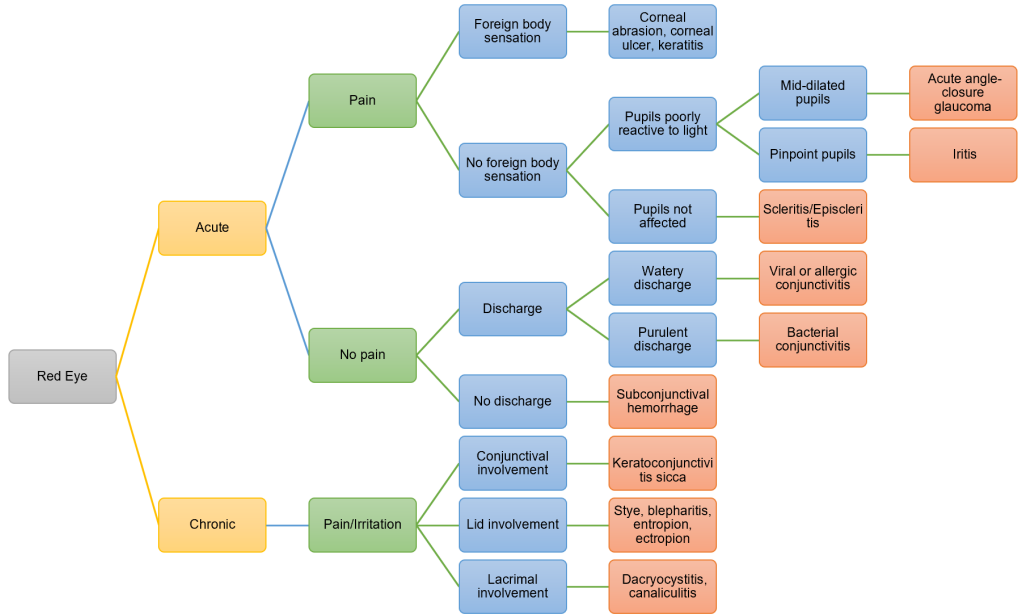 Foreign body
sensation
Corneal
abrasion, corneal
ulcer, keratitis
Pain
Mid-dilated
pupils
Acute angle-
closure
glaucoma
Pupils poorly
reactive to light
No foreign body
sensation
Pinpoint pupils
Iritis
Acute
Pupils not
affected
Scleritis/Episcleri
tis
Watery
discharge
Viral or allergic
conjunctivitis
Discharge
No pain
Purulent
discharge
Bacterial
conjunctivitis
Red Eye
No discharge
Subconjunctival
hemorrhage
Conjunctival
involvement
Keratoconjunctivi
tis sicca
Chronic
Pain/Irritation
Lid involvement
Stye, blepharitis,
entropion,
ectropion
Lacrimal
involvement
Dacryocystitis,
canaliculitis